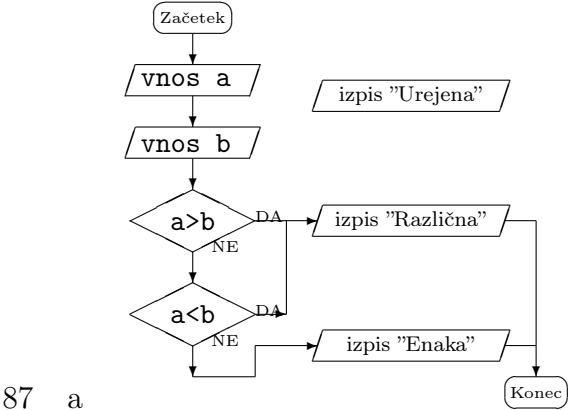 Začetek
vnos a
izpis "Urejena"
vnos b
a>b
DA
izpis "Različna"
NE
a<b
DA
NE
izpis "Enaka"
Konec
87 a